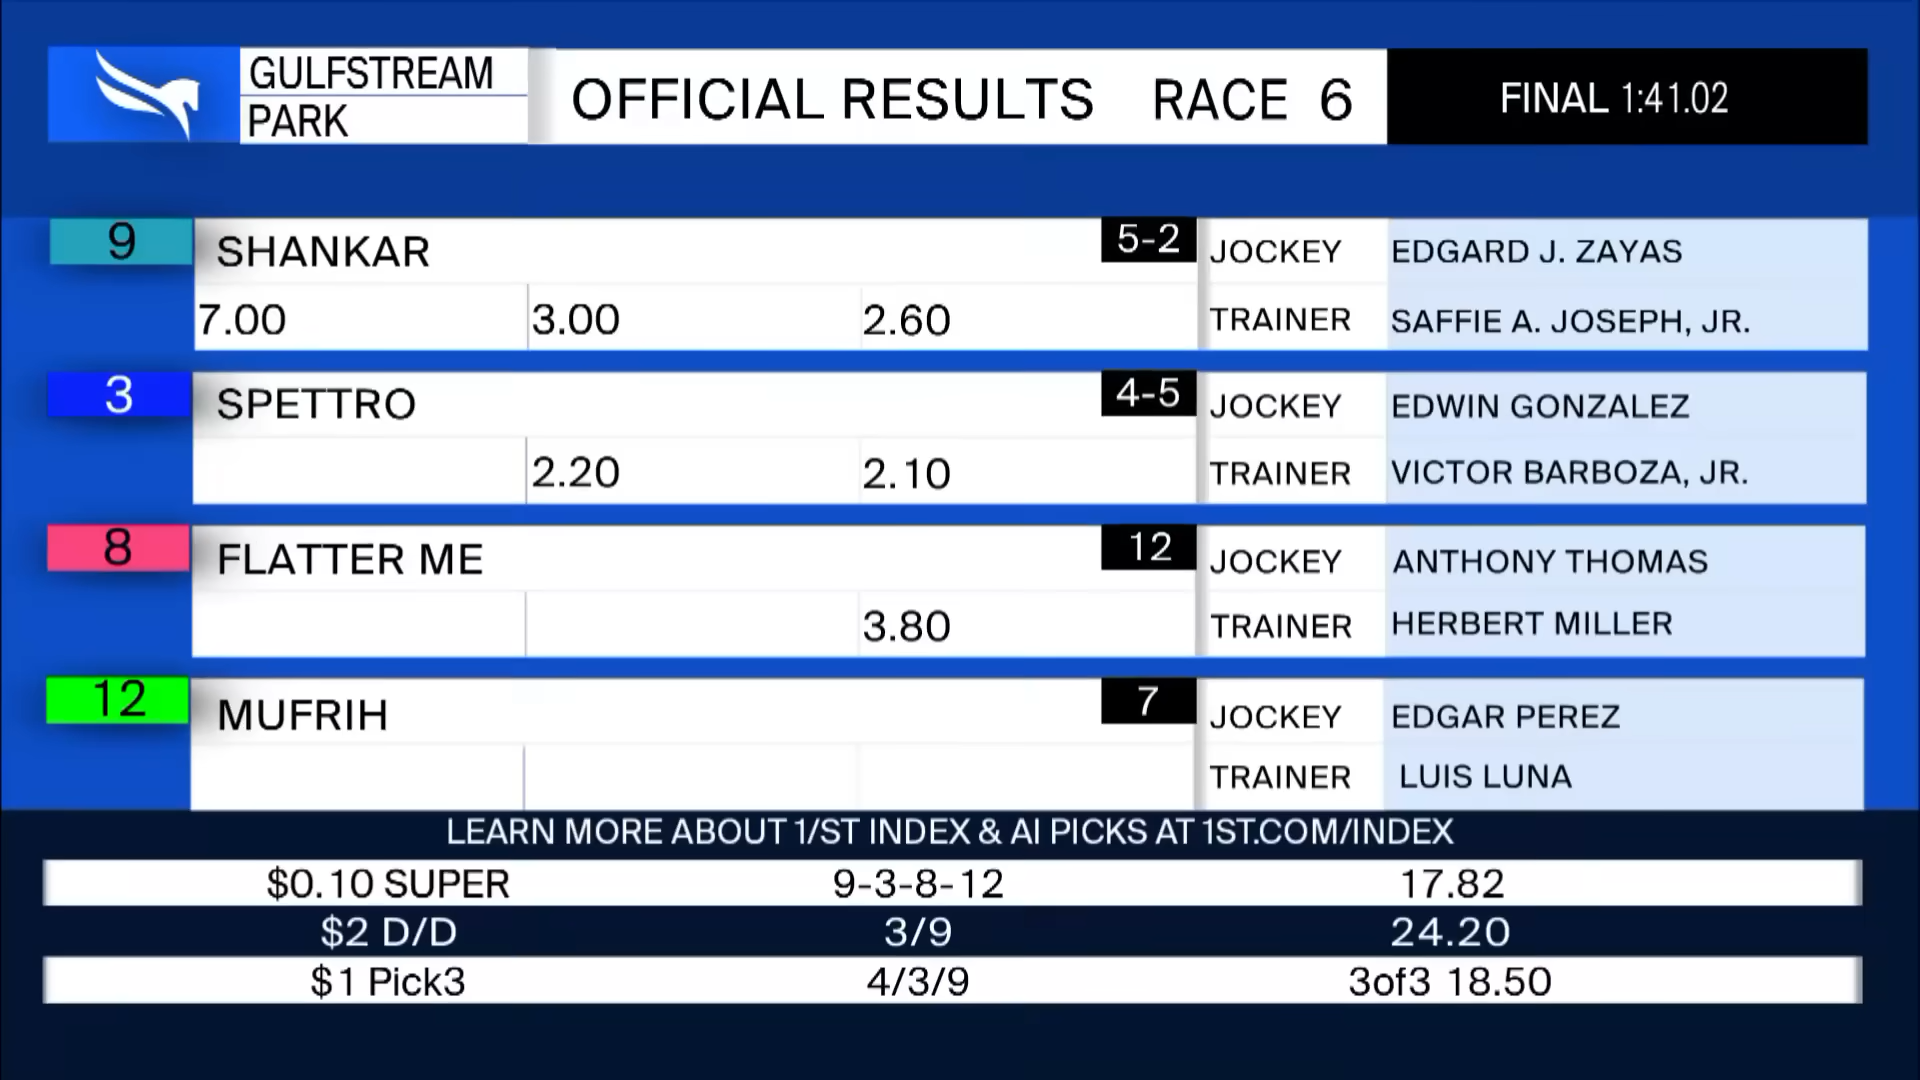 GULFSTREAM
PARK
OFFICIAL RESULTS RACE 6
FINAL 1:41.02
9 SHANKAR 5-2 JOCKEY EDGARD J. ZAYAS
7.00 3.00 2.60 TRAINER SAFFIE A. JOSEPH, JR.
3 SPETTRO 4-5 JOCKEY EDWIN GONZALEZ
2.20 2.10 TRAINER VICTOR BARBOZA, JR.
8 FLATTER ME 12 JOCKEY ANTHONY THOMAS
3.80 TRAINER HERBERT MILLER
12 MUFRIH 7 JOCKEY EDGAR PEREZ
TRAINER LUIS LUNA
LEARN MORE ABOUT 1/ST INDEX & AI PICKS AT 1ST.COM/INDEX
$0.10 SUPER 9-3-8-12 17.82
$2 D/D 3/9 24.20
$1 Pick3 4/3/9 3of3 18.50